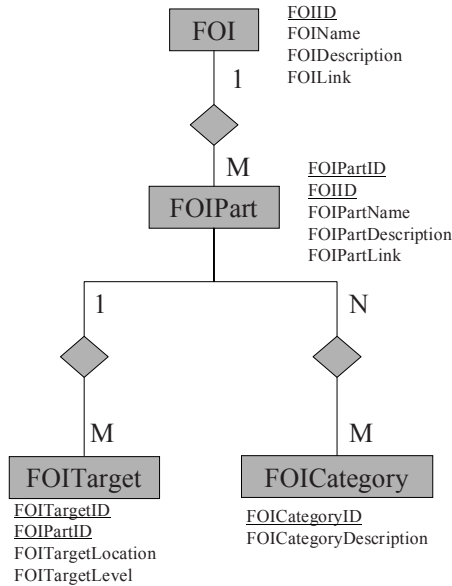 FOI
FOIID
FOIName
FOIDescription
FOILink
1
M
FOIPart
FOIPartID
FOIID
FOIPartName
FOIPartDescription
FOIPartLink
1
N
M
M
FOITarget
FOICategory
FOITargetID
FOIPartID
FOITargetLocation
FOITargetLevel
FOICategoryID
FOICategoryDescription